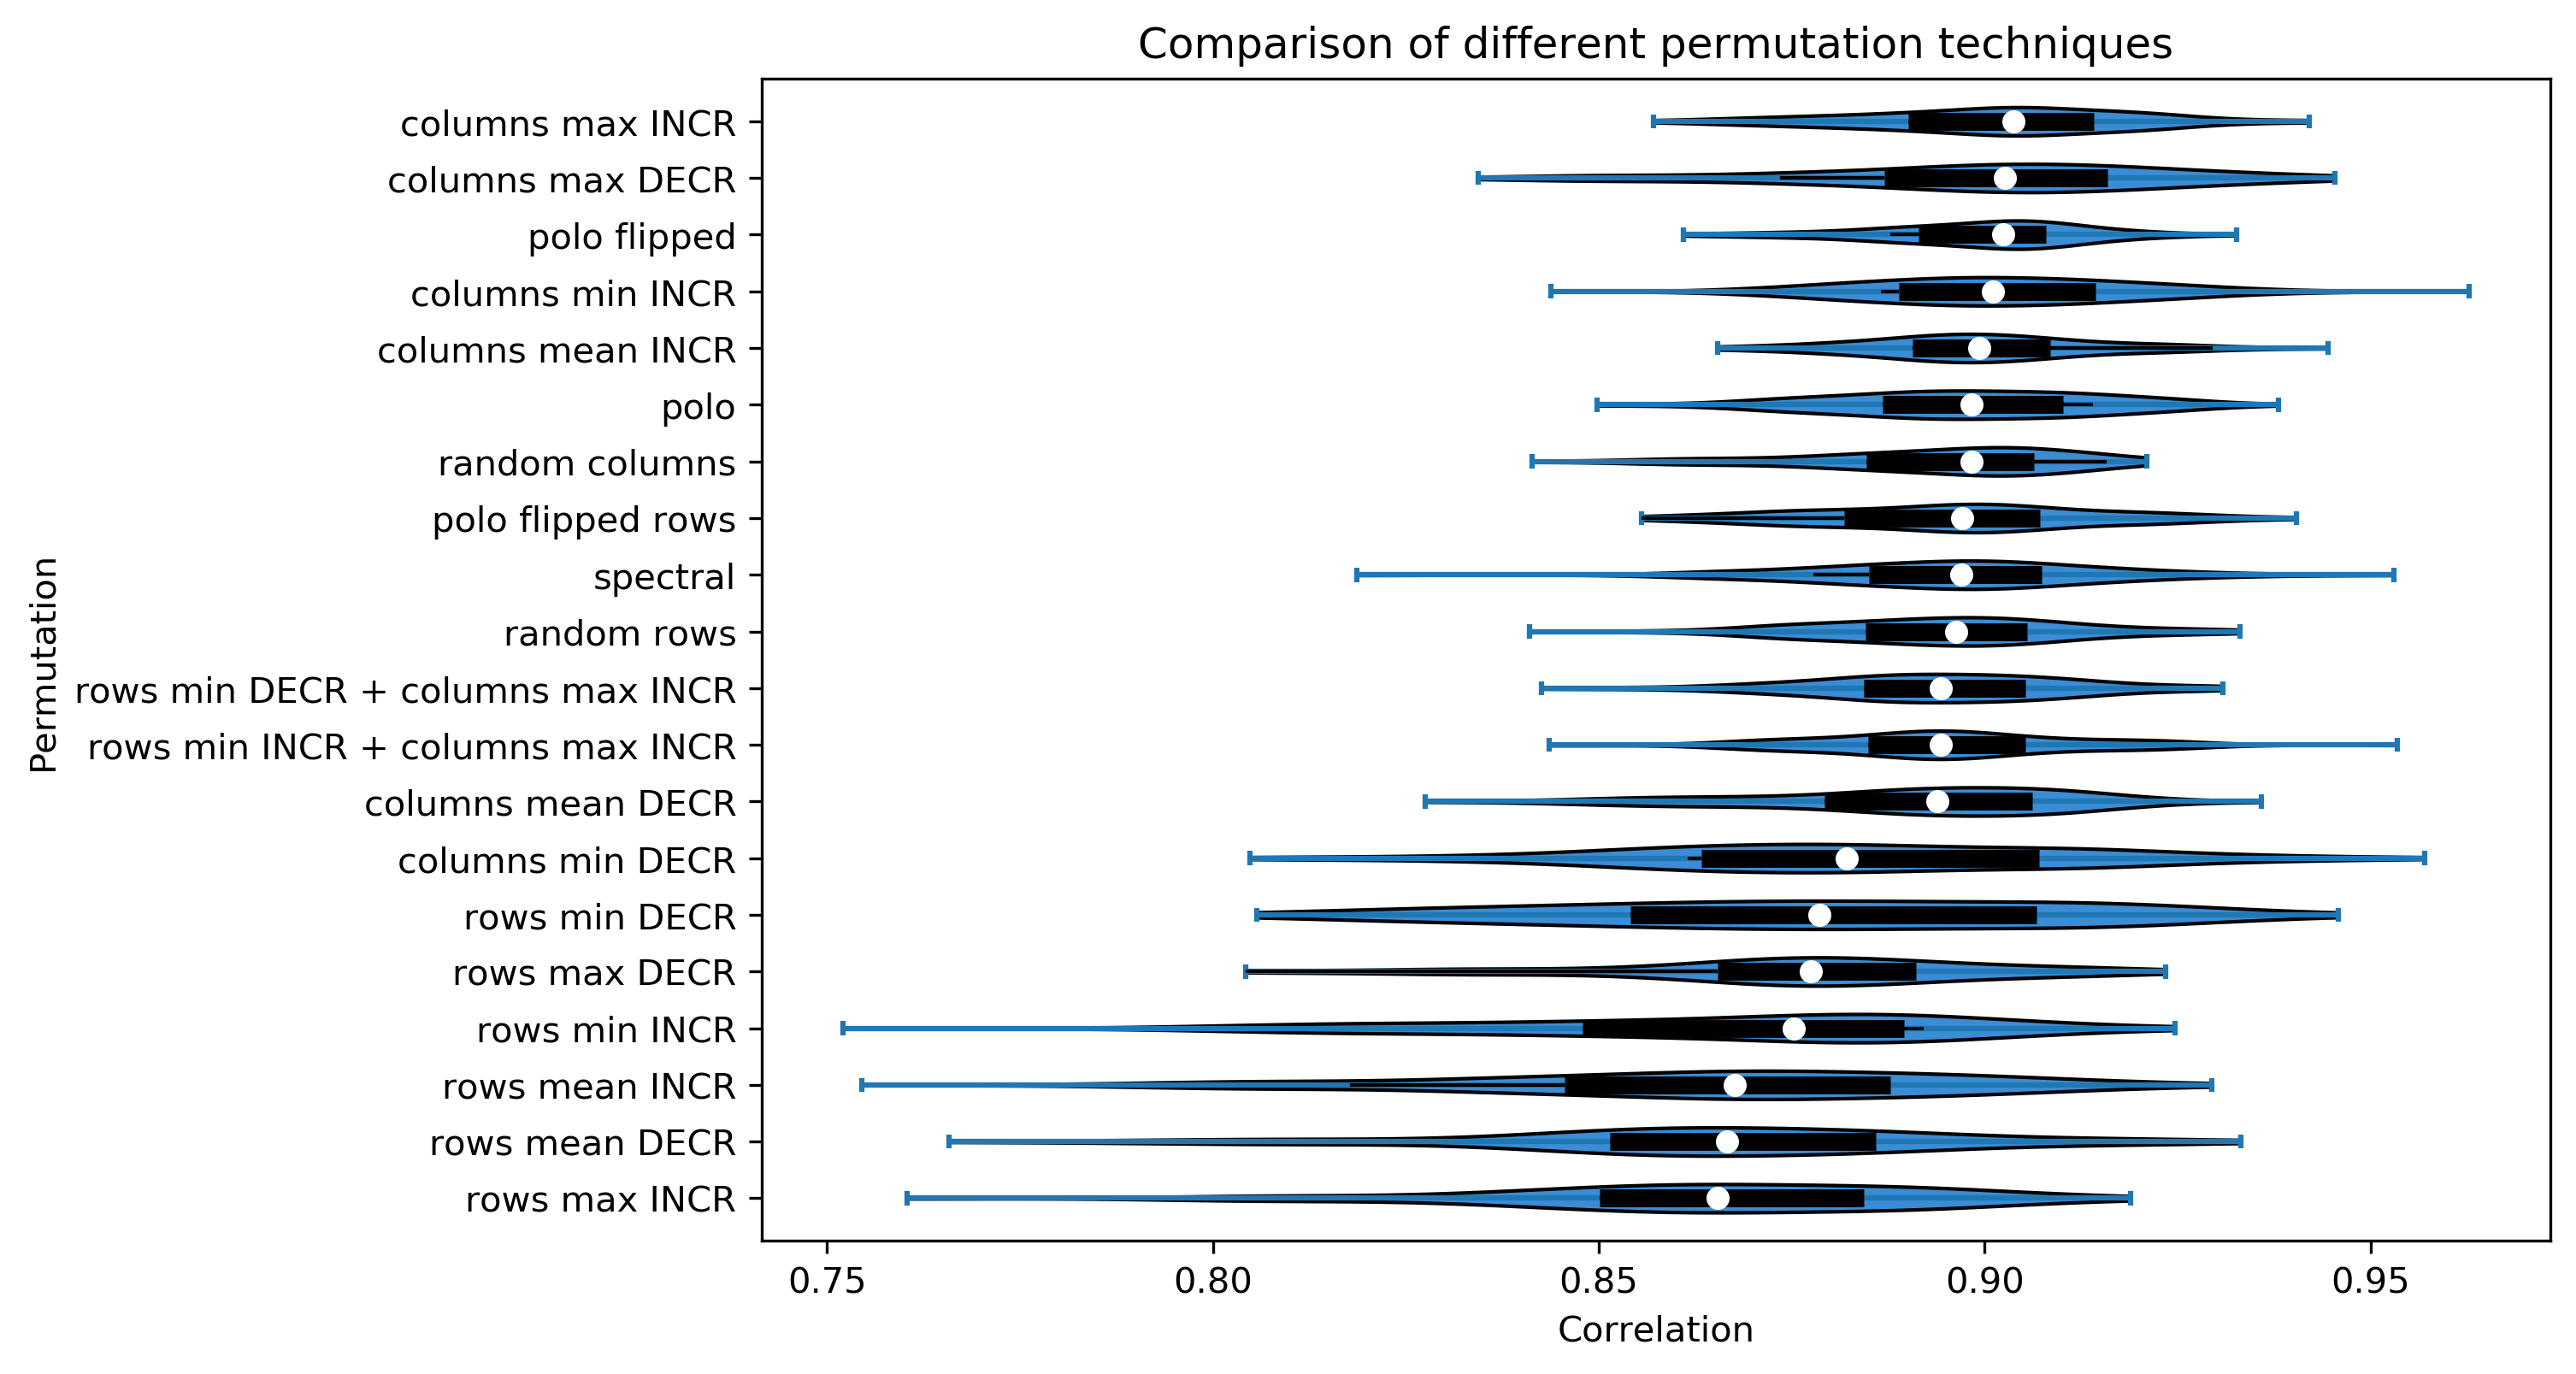 Comparison of different permutation techniques
Permutation
columns max INCR
columns max DECR
polo flipped
columns min INCR
columns mean INCR
polo
random columns
polo flipped rows
spectral
random rows
rows min DECR + columns max INCR
rows min INCR + columns max INCR
columns mean DECR
columns min DECR
rows min DECR
rows max DECR
rows min INCR
rows mean INCR
rows mean DECR
rows max INCR
0.75 0.80 0.85 0.90 0.95
Correlation